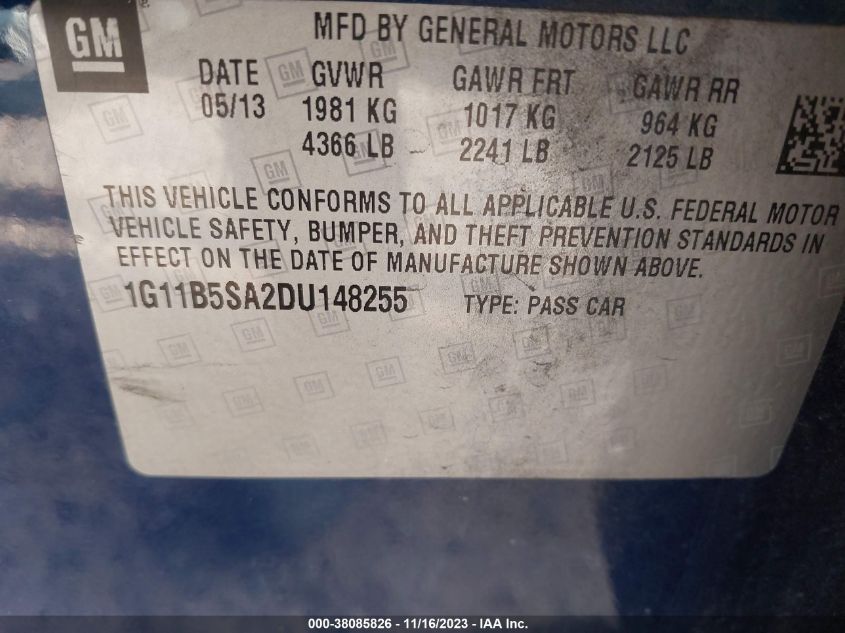 GM
MFD BY GENERAL MOTORS LLC
DATE GVWR GAWR FRT GAWR RR
05/13 1981 KG 1017 KG 964 KG
4366 LB 2241 LB 2125 LB
THIS VEHICLE CONFORMS TO ALL APPLICABLE U.S. FEDERAL MOTOR
VEHICLE SAFETY, BUMPER, AND THEFT PREVENTION STANDARDS IN
EFFECT ON THE DATE OF MANUFACTURE SHOWN ABOVE.
1G11B5SA2DU148255 TYPE: PASS CAR
000-38085826 - 11/16/2023 - IAA Inc.